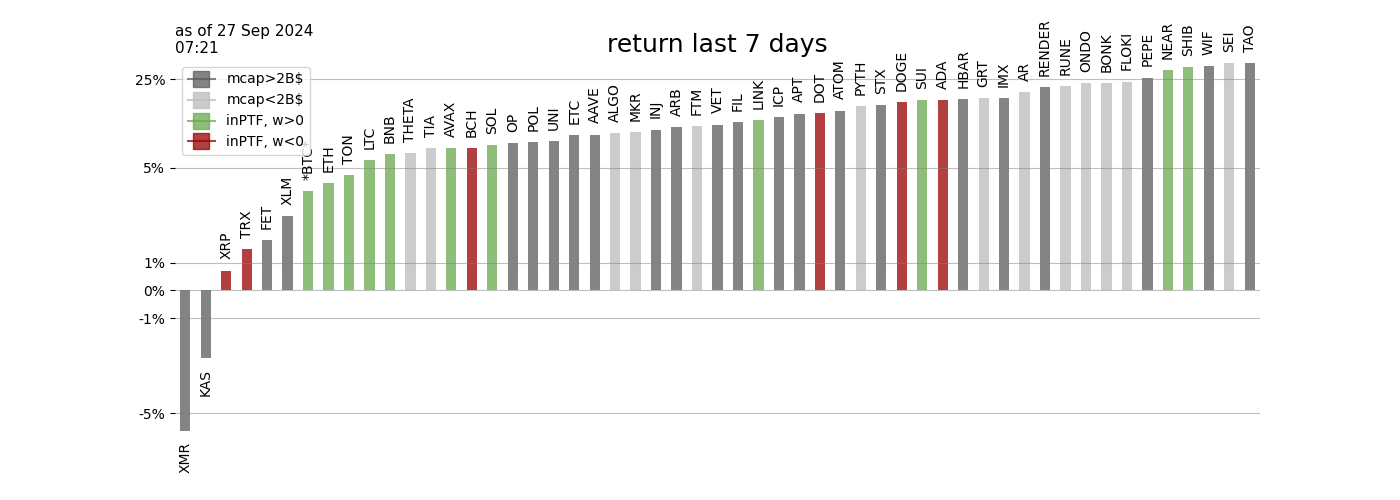 as of 27 Sep 2024
07:21
return last 7 days
mcap>2B$
mcap<2B$
inPTF, w>0
inPTF, w<0
25%
5%
1%
0%
-1%
-5%
XMR
KAS
XRP
TRX
FET
XLM
*BTC*
ETH
TON
LTC
BNB
THETA
TIA
AVAX
BCH
SOL
OP
POL
UNI
ETC
AAVE
ALGO
MKR
INJ
ARB
FTM
VET
FIL
LINK
ICP
APT
DOT
ATOM
PYTH
STX
DOGE
SUI
ADA
HBAR
GRT
IMX
AR
RENDER
RUNE
ONDO
BONK
FLOKI
PEPE
NEAR
SHIB
WIF
SEI
TAO